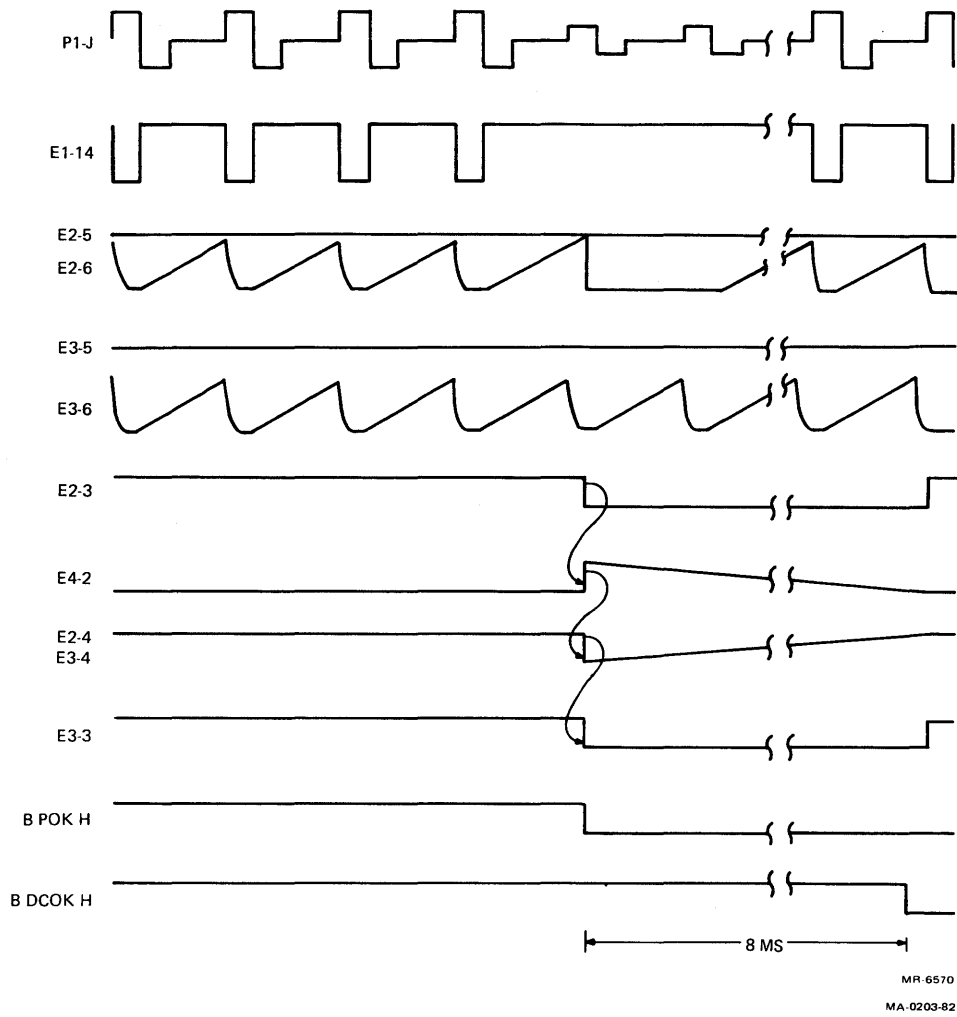 P1-J
E1-14
E2-5
E2-6
E3-5
E3-6
E2-3
E4-2
E2-4
E3-4
E3-3
B POK H
B DCOK H
8 MS
MR-6570
MA-0203-82